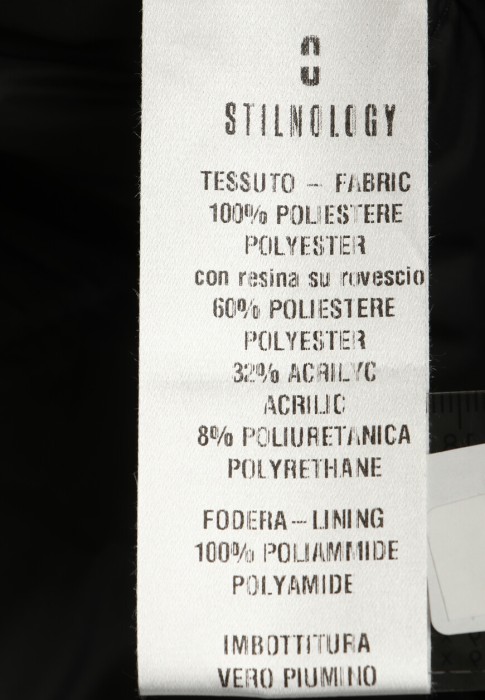 STILNOLOGY
TESSUTO - FABRIC
100% POLIESTERE
POLYESTER
con resina su rovescio
60% POLIESTERE
POLYESTER
32% ACRILYC
ACRILIC
8% POLIURETANICA
POLYRETHANE
FODERA - LINING
100% POLIAMMIDE
POLYAMIDE
IMBOTTITURA
VERO PIUMINO